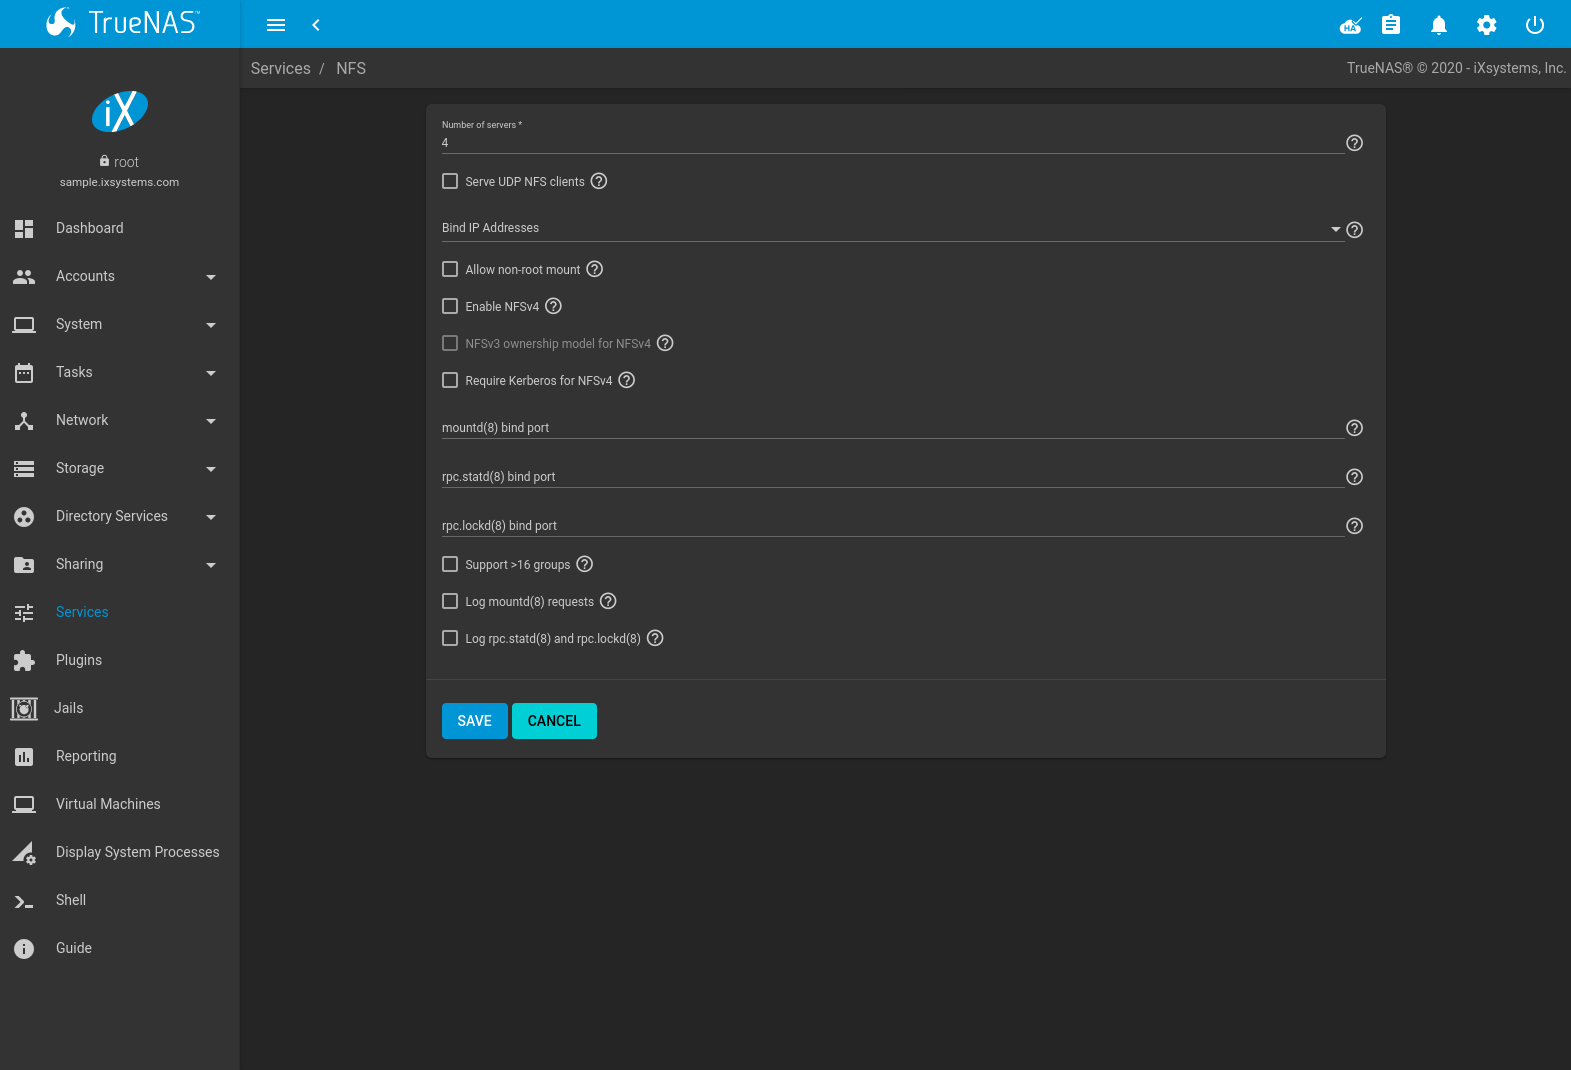 TrueNAS™
Services / NFS
TrueNAS® © 2020 - iXsystems, Inc.
iX
root
sample.ixsystems.com
Dashboard
Accounts
System
Tasks
Network
Storage
Directory Services
Sharing
Services
Plugins
Jails
Reporting
Virtual Machines
Display System Processes
Shell
Guide
HA
Number of servers *
4
Serve UDP NFS clients
Bind IP Addresses
Allow non-root mount
Enable NFSv4
NFSv3 ownership model for NFSv4
Require Kerberos for NFSv4
mountd(8) bind port
rpc.statd(8) bind port
rpc.lockd(8) bind port
Support >16 groups
Log mountd(8) requests
Log rpc.statd(8) and rpc.lockd(8)
SAVE CANCEL